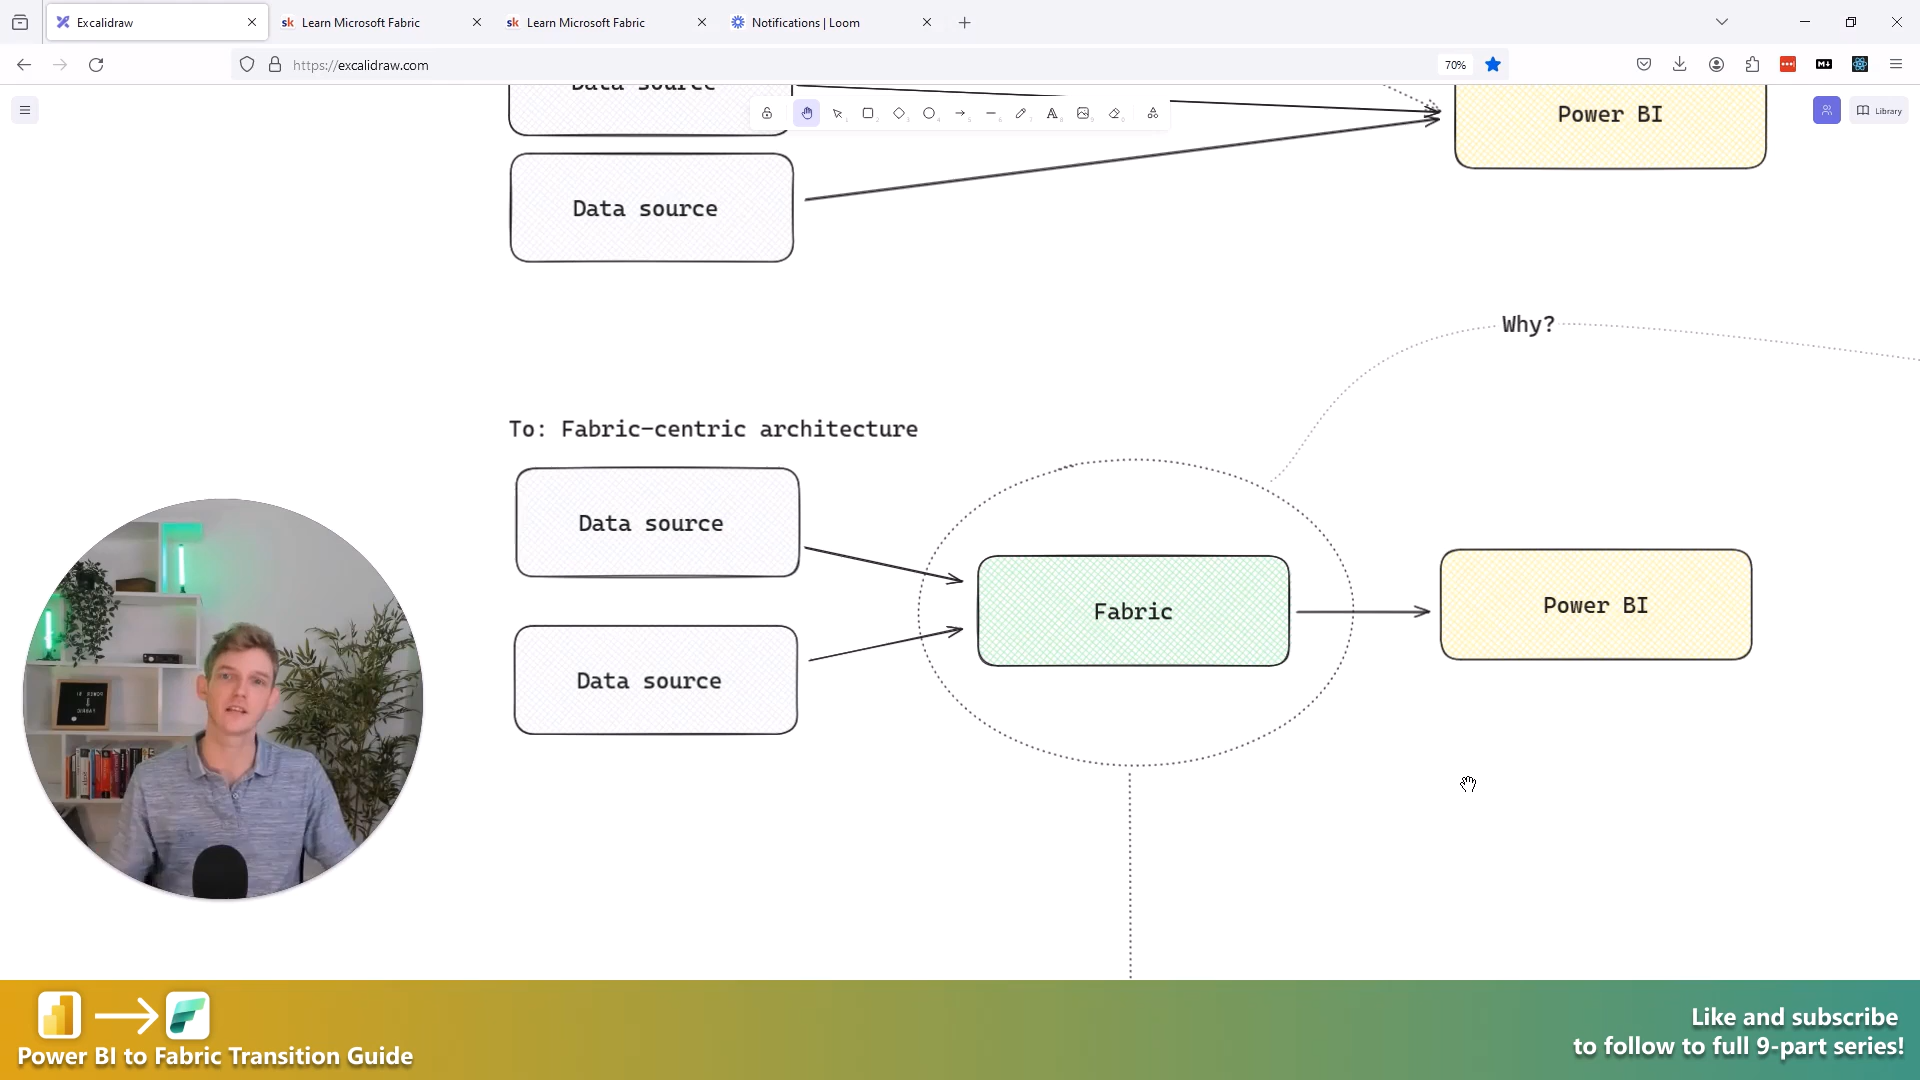 Excalidraw
Learn Microsoft Fabric
Learn Microsoft Fabric
Notifications | Loom
https://excalidraw.com
70%
Data source
Library
Power BI
Data source
Why?
To: Fabric-centric architecture
Data source
Fabric
Power BI
Data source
Power BI to Fabric Transition Guide
Like and subscribe
to follow to full 9-part series!